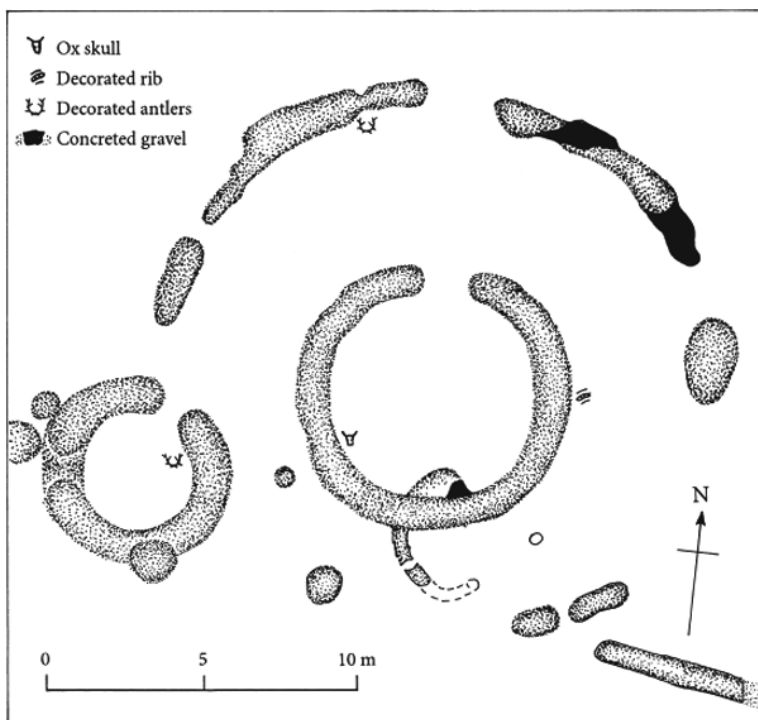 Ox skull
Decorated rib
Decorated antlers
Concreted gravel
N
0 5 10 m